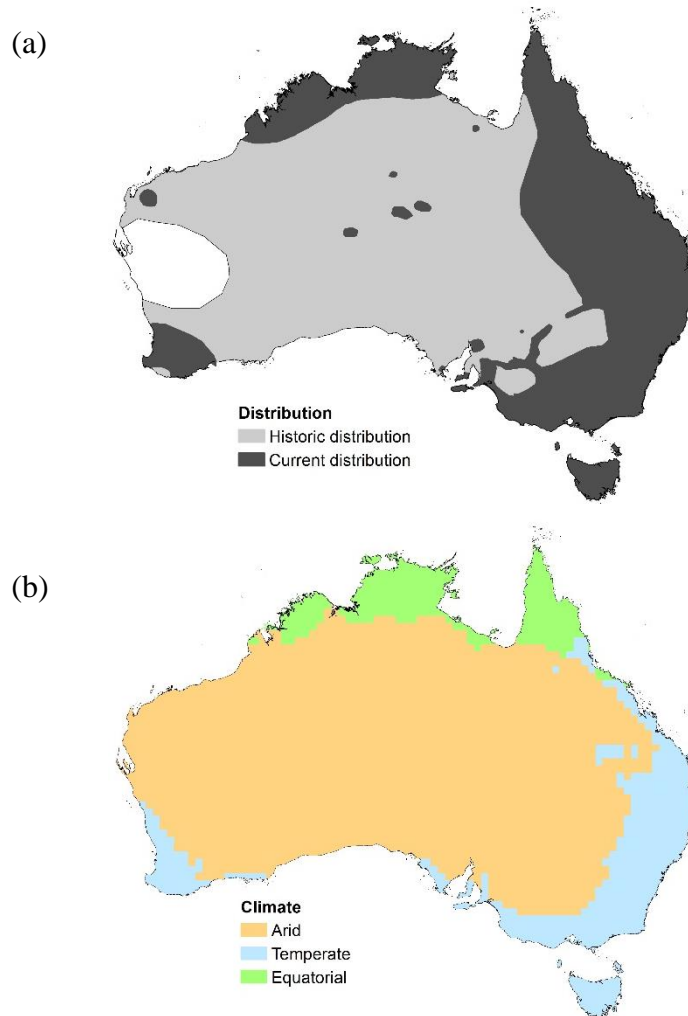 (a)
Distribution
Historic distribution
Current distribution
(b)
Climate
Arid
Temperate
Equatorial